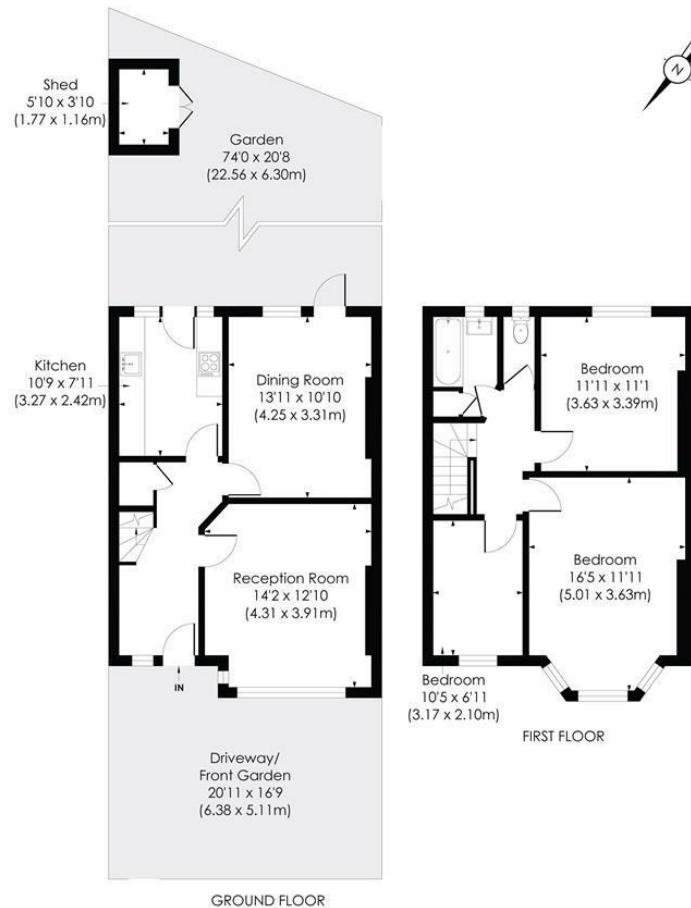 Shed
5'10 x 3'10
(1.77 x 1.16m)
N
Garden
74'0 x 20'8
(22.56 x 6.30m)
Kitchen
10'9 x 7'11
(3.27 x 2.42m)
Dining Room
13'11 x 10'10
(4.25 x 3.31m)
Reception Room
14'2 x 12'10
(4.31 x 3.91m)
IN
Driveway/
Front Garden
20'11 x 16'9
(6.38 x 5.11m)
GROUND FLOOR
Bedroom
11'11 x 11'1
(3.63 x 3.39m)
Bedroom
16'5 x 11'11
(5.01 x 3.63m)
Bedroom
10'5 x 6'11
(3.17 x 2.10m)
FIRST FLOOR